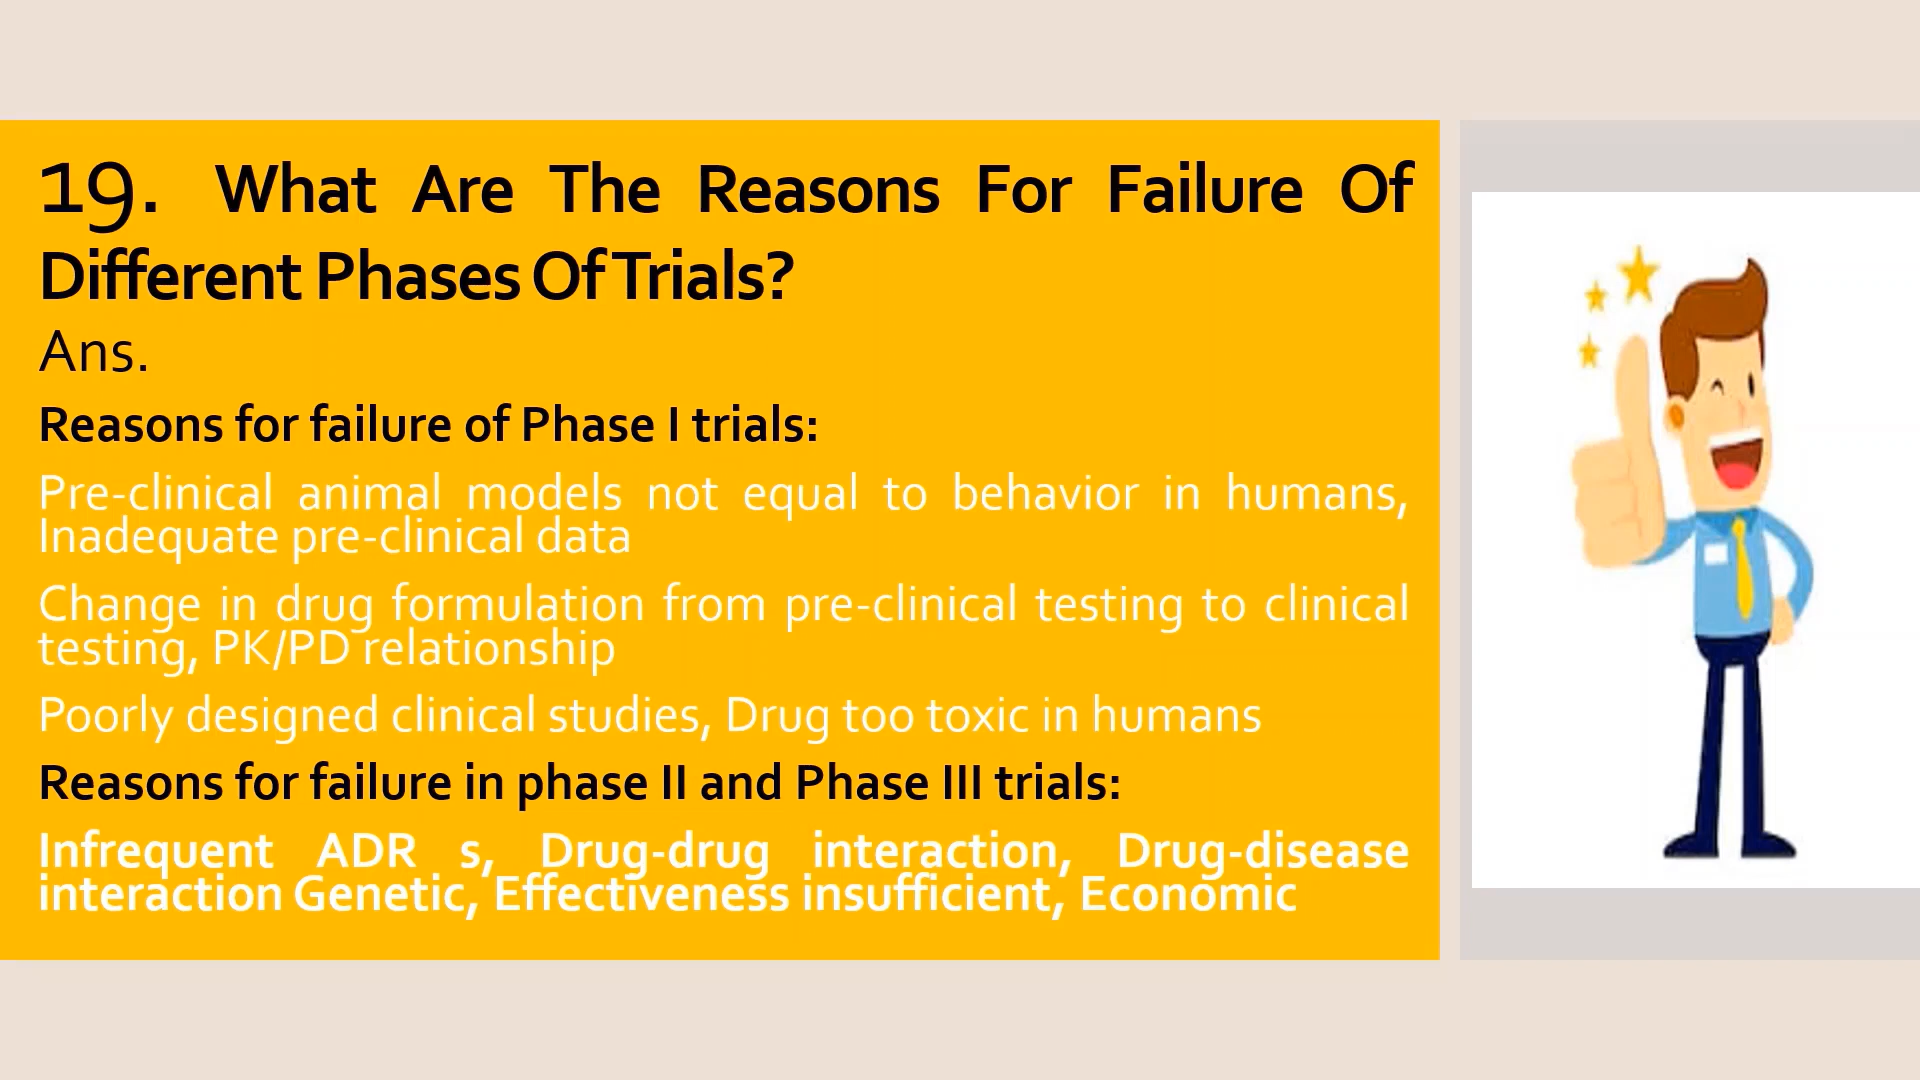 19. What Are The Reasons For Failure Of
Different Phases Of Trials?
Ans.
Reasons for failure of Phase I trials:
Pre-clinical animal models not equal to behavior in humans,
Inadequate pre-clinical data
Change in drug formulation from pre-clinical testing to clinical
testing, PK/PD relationship
Poorly designed clinical studies, Drug too toxic in humans
Reasons for failure in phase II and Phase III trials:
Infrequent ADR s, Drug-drug interaction, Drug-disease
interaction Genetic, Effectiveness insufficient, Economic